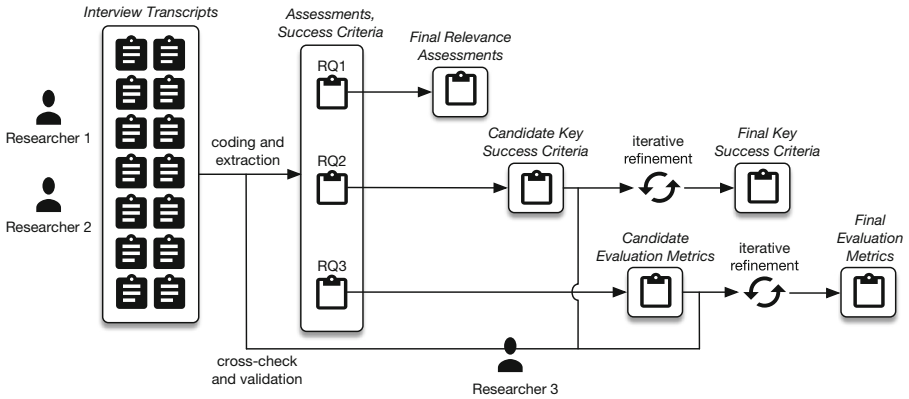 Interview Transcripts
Researcher 1
Researcher 2
coding and
extraction
cross-check
and validation
Assessments,
Success Criteria
RQ1
RQ2
RQ3
Final Relevance
Assessments
Candidate Key
Success Criteria
iterative
refinement
Final Key
Success Criteria
Candidate
Evaluation Metrics
iterative
refinement
Final
Evaluation
Metrics
Researcher 3